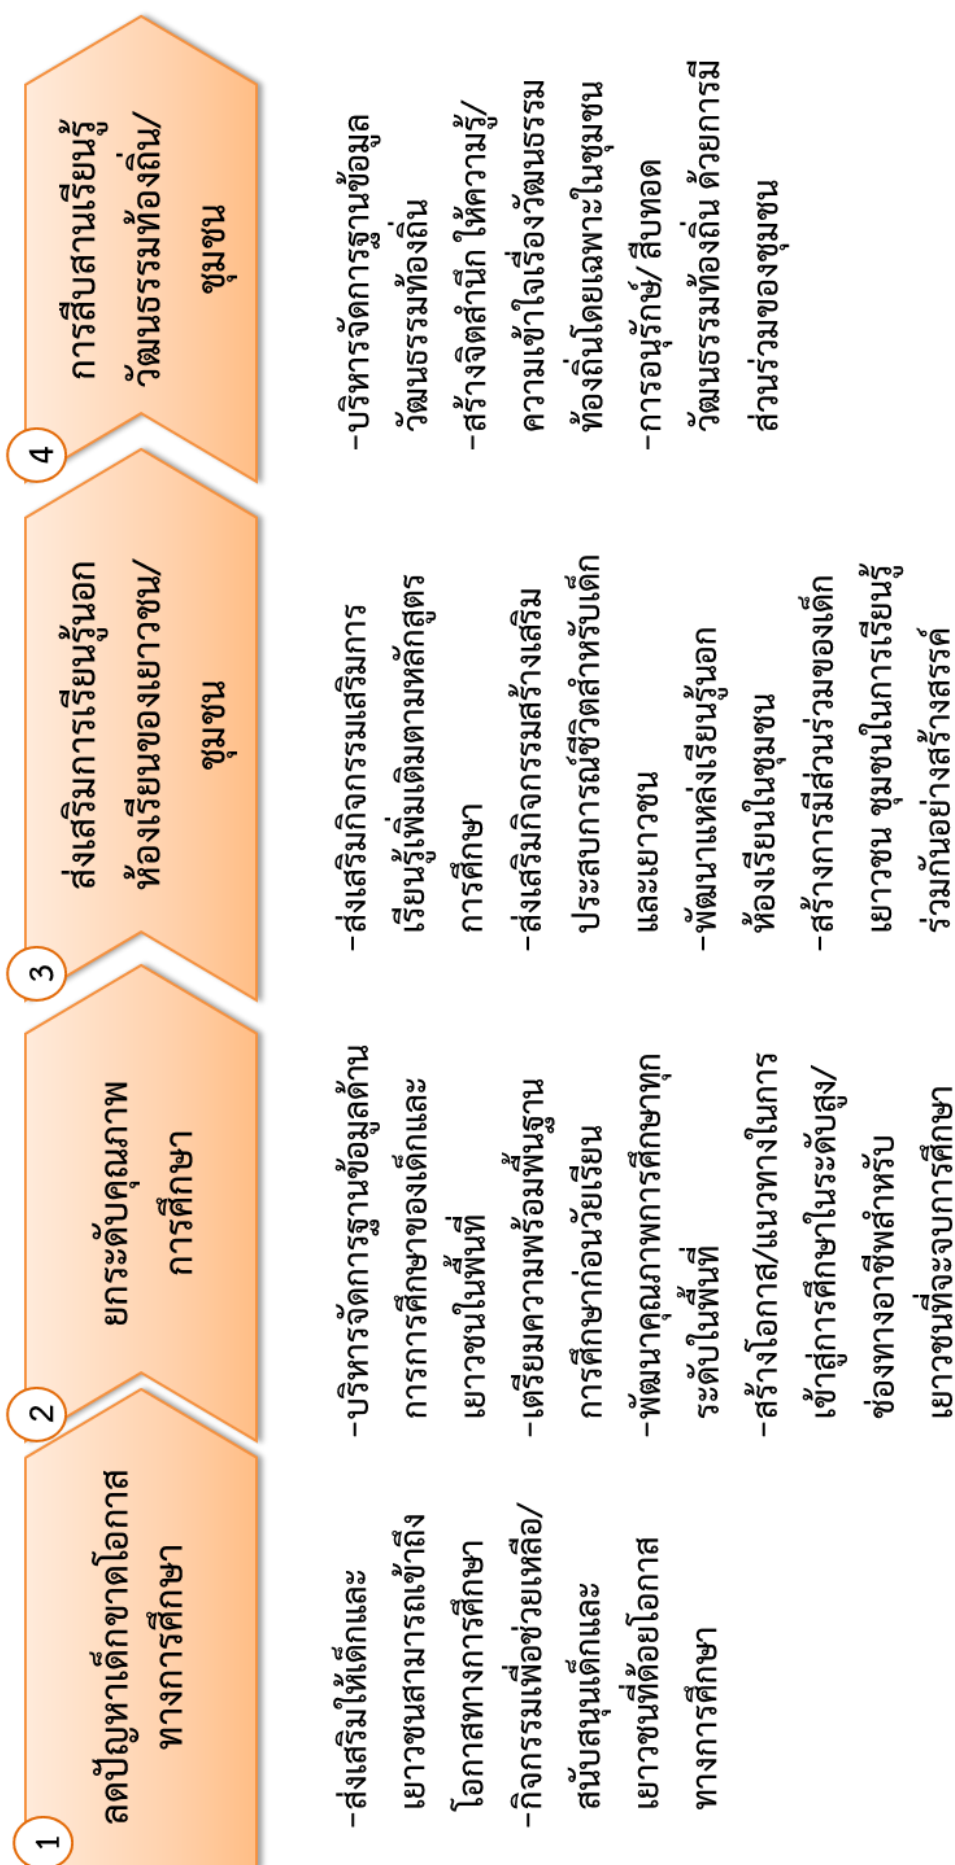 1
ลดปัญหาเด็กขาดโอกาส
ทางการศึกษา
–ส่งเสริมให้เด็กและ
เยาวชนสามารถเข้าถึง
โอกาสทางการศึกษา
–กิจกรรมเพื่อช่วยเหลือ/
สนับสนุนเด็กและ
เยาวชนที่ด้อยโอกาส
ทางการศึกษา
2
ยกระดับคุณภาพ
การศึกษา
–บริหารจัดการฐานข้อมูลด้าน
การการศึกษาของเด็กและ
เยาวชนในพื้นที่
–เตรียมความพร้อมพื้นฐาน
การศึกษาก่อนวัยเรียน
–พัฒนาคุณภาพการศึกษาทุก
ระดับในพื้นที่
–สร้างโอกาส/แนวทางในการ
เข้าสู่การศึกษาในระดับสูง/
ช่องทางอาชีพสำหรับ
เยาวชนที่จะจบการศึกษา
3
ส่งเสริมการเรียนรู้นอก
ห้องเรียนของเยาวชน/
ชุมชน
–ส่งเสริมกิจกรรมเสริมการ
เรียนรู้เพิ่มเติมตามหลักสูตร
การศึกษา
–ส่งเสริมกิจกรรมสร้างเสริม
ประสบการณ์ชีวิตสำหรับเด็ก
และเยาวชน
–พัฒนาแหล่งเรียนรู้นอก
ห้องเรียนในชุมชน
–สร้างการมีส่วนร่วมของเด็ก
เยาวชน ชุมชนในการเรียนรู้
ร่วมกันอย่างสร้างสรรค์
4
การสืบสานเรียนรู้
วัฒนธรรมท้องถิ่น/
ชุมชน
–บริหารจัดการฐานข้อมูล
วัฒนธรรมท้องถิ่น
–สร้างจิตสำนึก ให้ความรู้/
ความเข้าใจเรื่องวัฒนธรรม
ท้องถิ่นโดยเฉพาะในชุมชน
–การอนุรักษ์/ สืบทอด
วัฒนธรรมท้องถิ่น ด้วยการมี
ส่วนร่วมของชุมชน